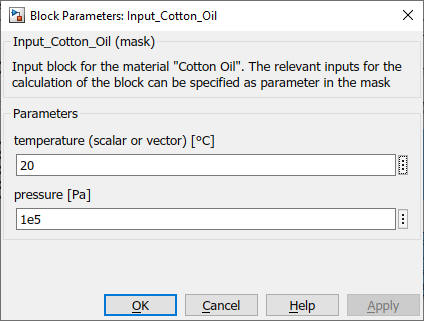 Block Parameters: Input_Cotton_Oil
Input_Cotton_Oil (mask)
Input block for the material "Cotton Oil". The relevant inputs for the
calculation of the block can be specified as parameter in the mask
Parameters
temperature (scalar or vector) [°C]
20
pressure [Pa]
1e5
OK Cancel Help Apply